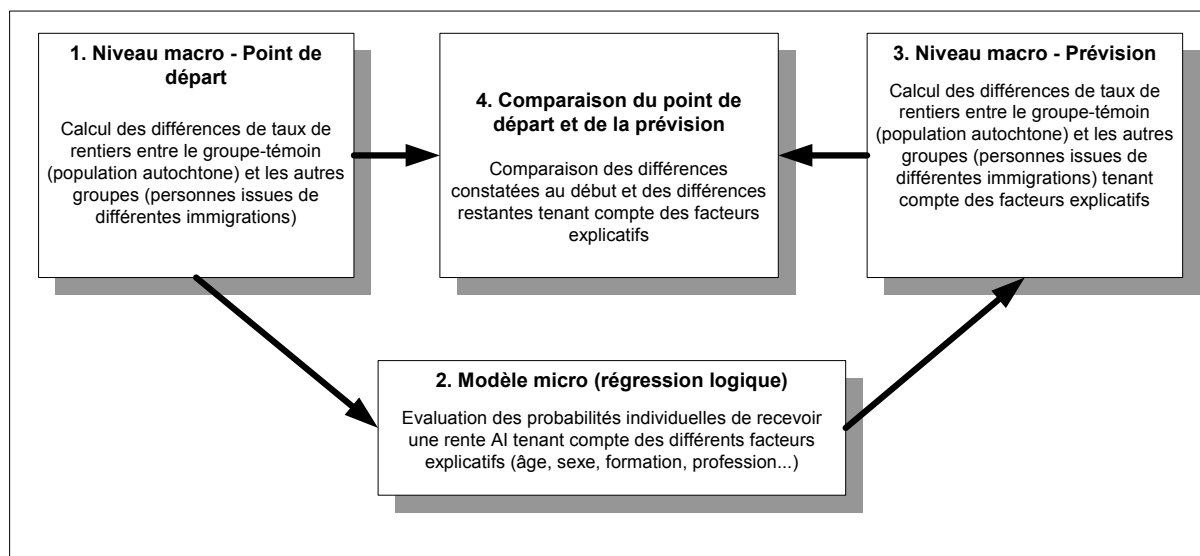 1. Niveau macro - Point de
départ
Calcul des différences de taux de
rentiers entre le groupe-témoin
(population autochtone) et les autres
groupes (personnes issues de
différentes immigrations)
4. Comparaison du point de
départ et de la prévision
Comparaison des différences
constatées au début et des différences
restantes tenant compte des facteurs
explicatifs
3. Niveau macro - Prévision
Calcul des différences de taux de
rentiers entre le groupe-témoin
(population autochtone) et les autres
groupes (personnes issues de
différentes immigrations) tenant
compte des facteurs explicatifs
2. Modèle micro (régression logique)
Evaluation des probabilités individuelles de recevoir
une rente AI tenant compte des différents facteurs
explicatifs (âge, sexe, formation, profession...)